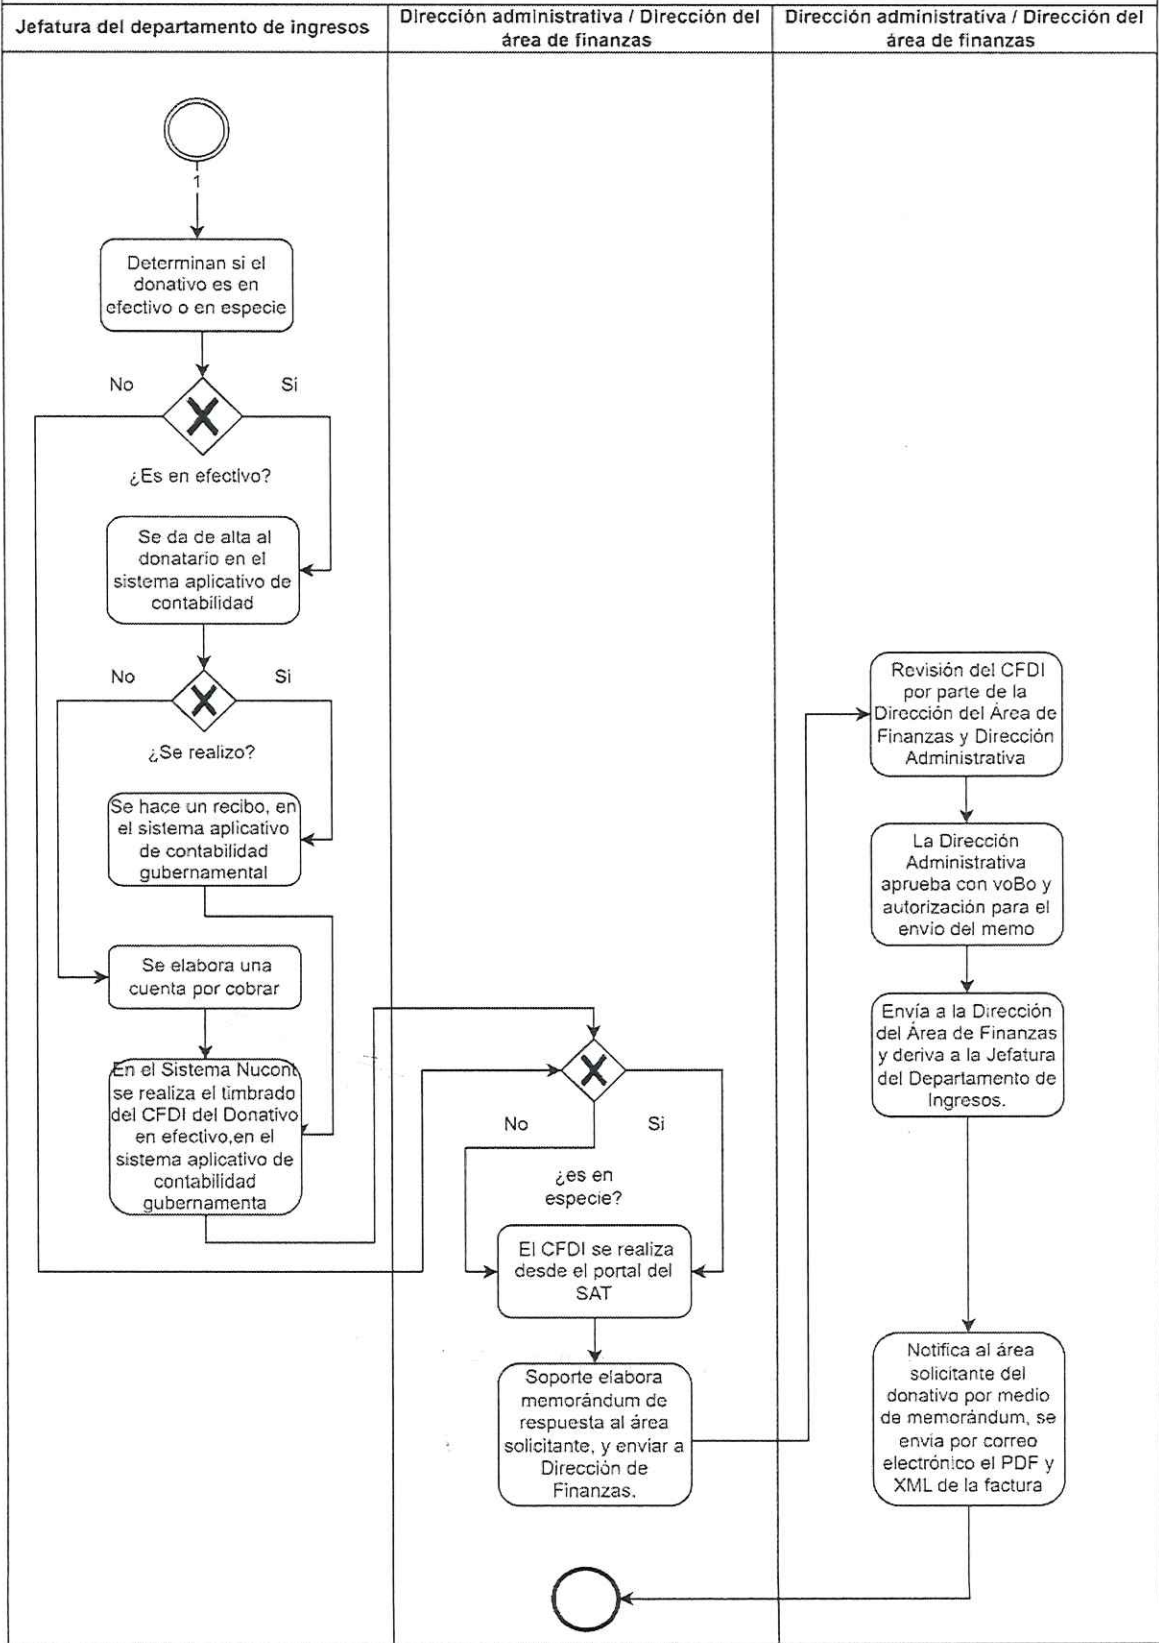 Jefatura del departamento de ingresos
Dirección administrativa / Dirección del
área de finanzas
Dirección administrativa / Dirección del
área de finanzas
1
Determinan si el
donativo es en
efectivo o en especie
No
Si
¿Es en efectivo?
Se da de alta al
donatario en el
sistema aplicativo de
contabilidad
No
Si
¿Se realizo?
Se hace un recibo, en
el sistema aplicativo
de contabilidad
gubernamental
Se elabora una
cuenta por cobrar
En el Sistema Nucont
se realiza el timbrado
del CFDI del Donativo
en efectivo,en el
sistema aplicativo de
contabilidad
gubernamenta
No
Si
¿es en
especie?
El CFDI se realiza
desde el portal del
SAT
Soporte elabora
memorándum de
respuesta al área
solicitante, y enviar a
Dirección de
Finanzas.
Revisión del CFDI
por parte de la
Dirección del Área de
Finanzas y Dirección
Administrativa
La Dirección
Administrativa
aprueba con voBo y
autorización para el
envio del memo
Envía a la Dirección
del Área de Finanzas
y deriva a la Jefatura
del Departamento de
Ingresos.
Notifica al área
solicitante del
donativo por medio
de memorándum, se
envia por correo
electrónico el PDF y
XML de la factura